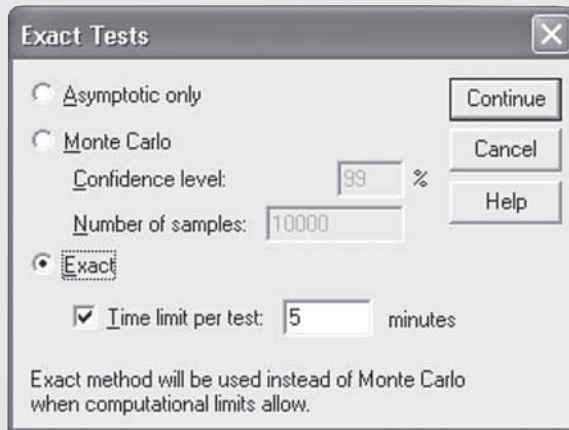 Exact Tests
Asymptotic only
Monte Carlo
Confidence level: 99 %
Number of samples: 10000
Exact
Time limit per test: 5 minutes
Exact method will be used instead of Monte Carlo
when computational limits allow.
Continue
Cancel
Help